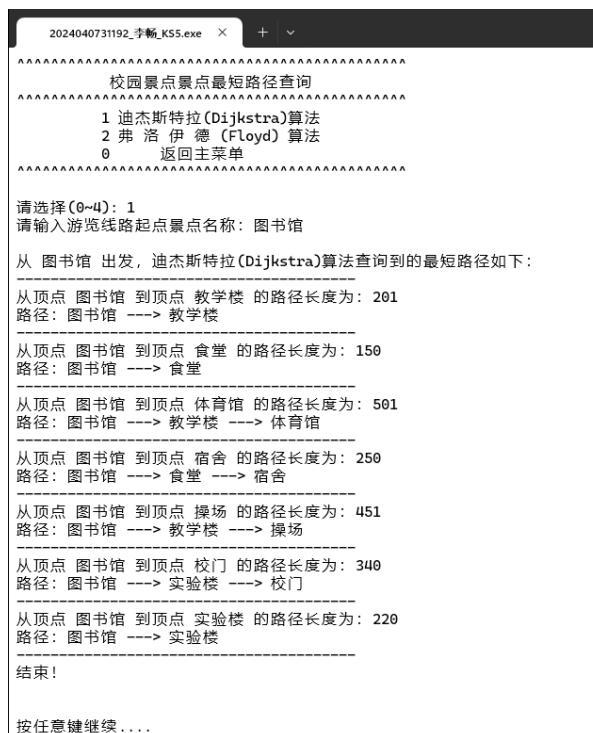 2024040731192_李畅_KS5.exe × + ⌄
^^^^^^^^^^^^^^^^^^^^^^^^^^^^^^^^^^^^^^^^^^^^^^
校园景点景点最短路径查询
^^^^^^^^^^^^^^^^^^^^^^^^^^^^^^^^^^^^^^^^^^^^^^
1 迪杰斯特拉(Dijkstra)算法
2 弗 洛 伊 德 (Floyd) 算法
0 返回主菜单
^^^^^^^^^^^^^^^^^^^^^^^^^^^^^^^^^^^^^^^^^^^^^^
请选择(0~4): 1
请输入游览线路起点景点名称: 图书馆
从 图书馆 出发, 迪杰斯特拉(Dijkstra)算法查询到的最短路径如下:
----------------------------------------
从顶点 图书馆 到顶点 教学楼 的路径长度为: 201
路径: 图书馆 ---> 教学楼
----------------------------------------
从顶点 图书馆 到顶点 食堂 的路径长度为: 150
路径: 图书馆 ---> 食堂
----------------------------------------
从顶点 图书馆 到顶点 体育馆 的路径长度为: 501
路径: 图书馆 ---> 教学楼 ---> 体育馆
----------------------------------------
从顶点 图书馆 到顶点 宿舍 的路径长度为: 250
路径: 图书馆 ---> 食堂 ---> 宿舍
----------------------------------------
从顶点 图书馆 到顶点 操场 的路径长度为: 451
路径: 图书馆 ---> 教学楼 ---> 操场
----------------------------------------
从顶点 图书馆 到顶点 校门 的路径长度为: 340
路径: 图书馆 ---> 实验楼 ---> 校门
----------------------------------------
从顶点 图书馆 到顶点 实验楼 的路径长度为: 220
路径: 图书馆 ---> 实验楼
----------------------------------------
结束!
按任意键继续....